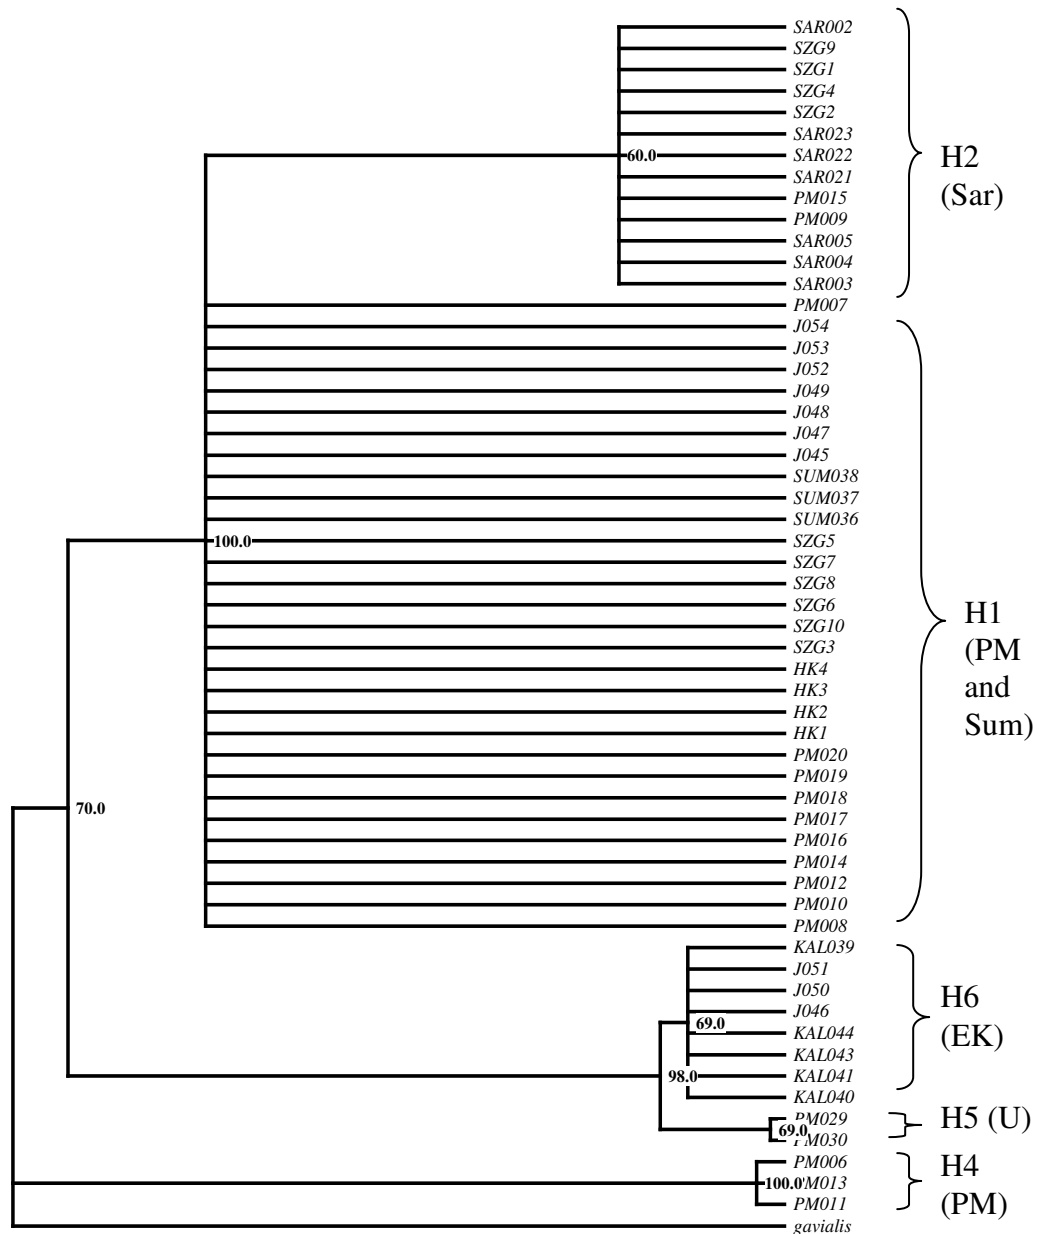 SAR002
SZG9
SZG1
SZG4
SZG2
SAR023
60.0 SAR022
SAR021
PM015
PM009
SAR005
SAR004
SAR003
H2
(Sar)
PM007
J054
J053
J052
J049
J048
J047
J045
SUM038
SUM037
SUM036
100.0 SZG5
SZG7
SZG8
SZG6
SZG10
SZG3
HK4
HK3
HK2
HK1
PM020
PM019
PM018
70.0
PM017
PM016
PM014
PM012
PM010
PM008
H1
(PM
and
Sum)
KAL039
J051
J050
J046
69.0
KAL044
KAL043
98.0 KAL041
KAL040
H6
(EK)
PM029
69.0
PM030
H5 (U)
PM006
100.0 PM013
PM011
H4
(PM)
gavialis